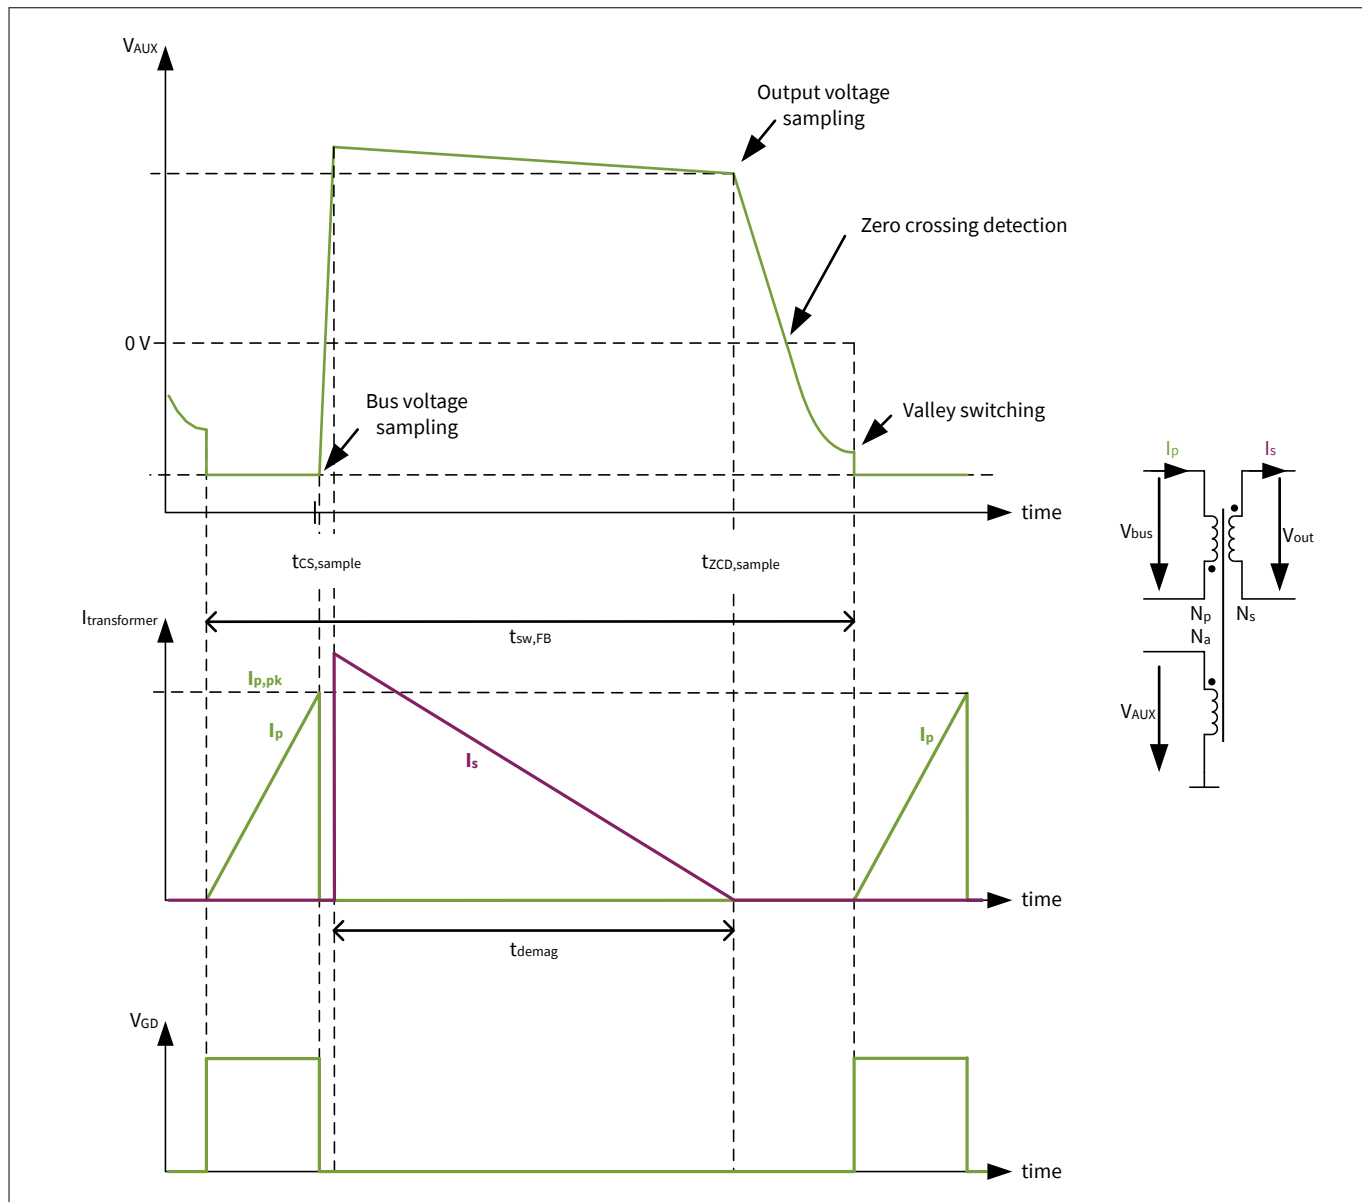 VAUX
Output voltage
sampling
Zero crossing detection
0 V
Bus voltage
sampling
Valley switching
time
tCS,sample
tZCD,sample
Itransformer
tsw,FB
Ip,pk
Ip
Is
Ip
time
tdemag
VGD
time
Ip
Is
Vbus
Vout
Np
Ns
Na
VAUX